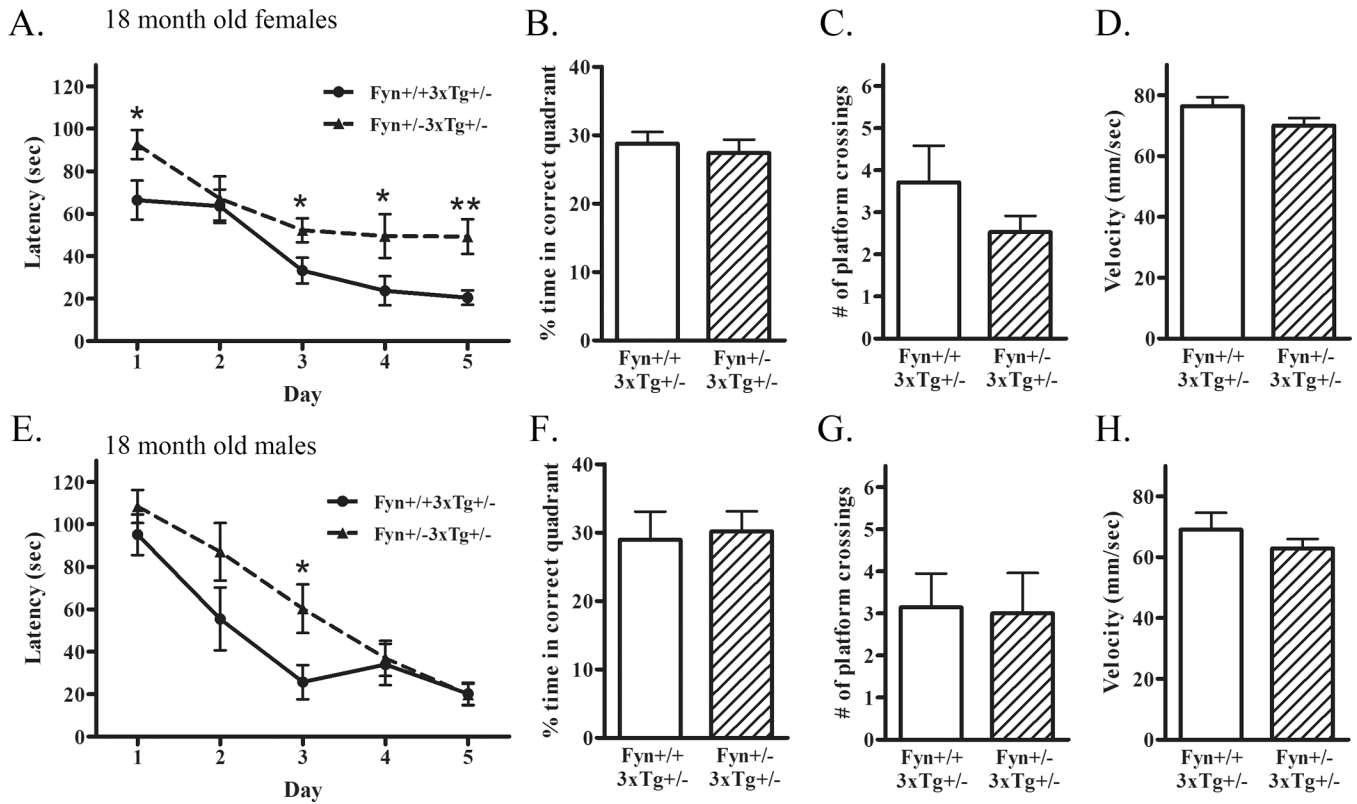 A.
18 month old females
Latency (sec)
120
100
80
60
40
20
0
*
*
*
**
Fyn+/+3xTg+/-
Fyn+/-3xTg+/-
1 2 3 4 5
Day
B.
% time in correct quadrant
40
30
20
10
0
Fyn+/+ Fyn+/-
3xTg+/- 3xTg+/-
C.
# of platform crossings
6
5
4
3
2
1
0
Fyn+/+ Fyn+/-
3xTg+/- 3xTg+/-
D.
Velocity (mm/sec)
80
60
40
20
0
Fyn+/+ Fyn+/-
3xTg+/- 3xTg+/-
E.
18 month old males
Latency (sec)
120
100
80
60
40
20
0
*
Fyn+/+3xTg+/-
Fyn+/-3xTg+/-
1 2 3 4 5
Day
F.
% time in correct quadrant
40
30
20
10
0
Fyn+/+ Fyn+/-
3xTg+/- 3xTg+/-
G.
# of platform crossings
6
5
4
3
2
1
0
Fyn+/+ Fyn+/-
3xTg+/- 3xTg+/-
H.
Velocity (mm/sec)
80
60
40
20
0
Fyn+/+ Fyn+/-
3xTg+/- 3xTg+/-